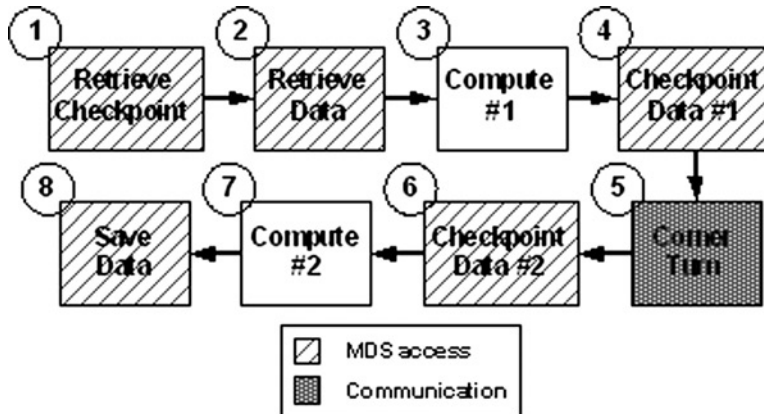 1
Retrieve
Checkpoint
2
Retrieve
Data
3
Compute
#1
4
Checkpoint
Data #1
5
Corner
Turn
6
Checkpoint
Data #2
7
Compute
#2
8
Save
Data
MDS access
Communication